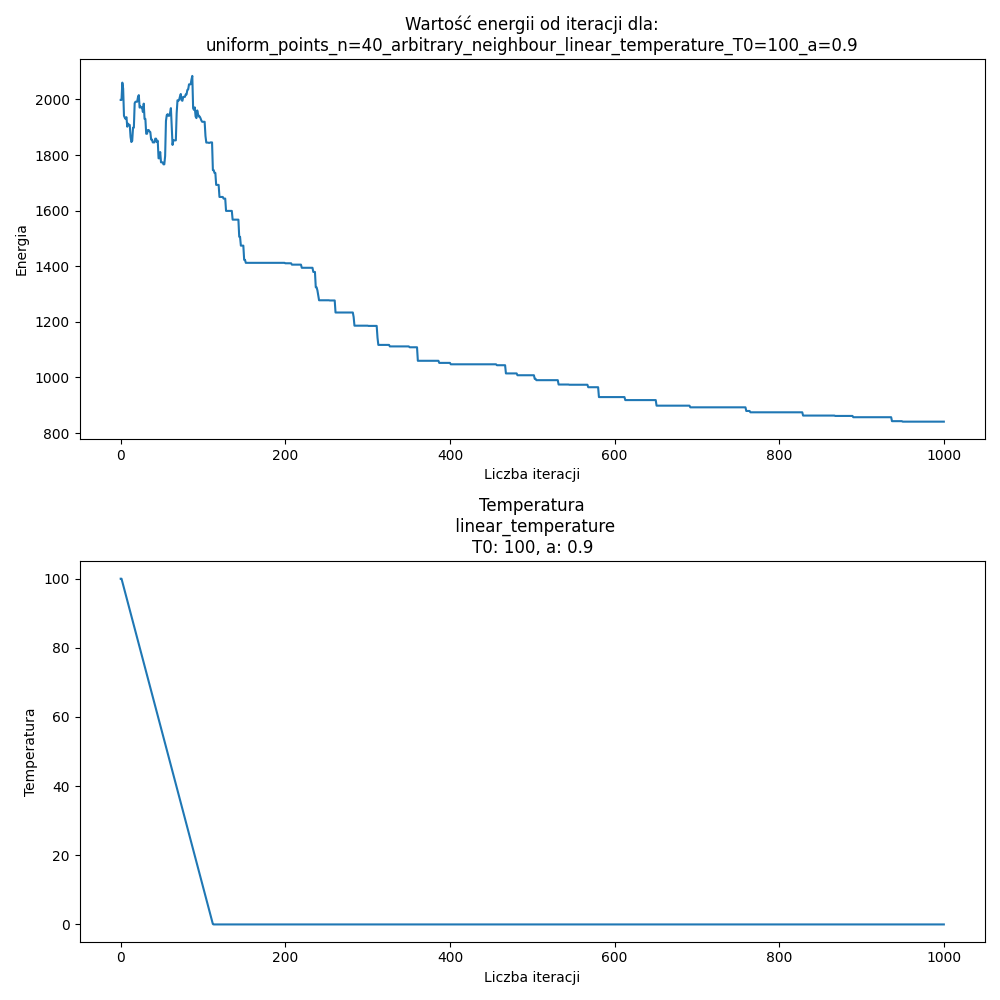 Wartość energii od iteracji dla:
uniform_points_n=40_arbitrary_neighbour_linear_temperature_T0=100_a=0.9
2000
1800
1600
1400
1200
1000
800
Energia
0 200 400 600 800 1000
Liczba iteracji
Temperatura
linear_temperature
T0: 100, a: 0.9
100
80
60
40
20
0
Temperatura
0 200 400 600 800 1000
Liczba iteracji